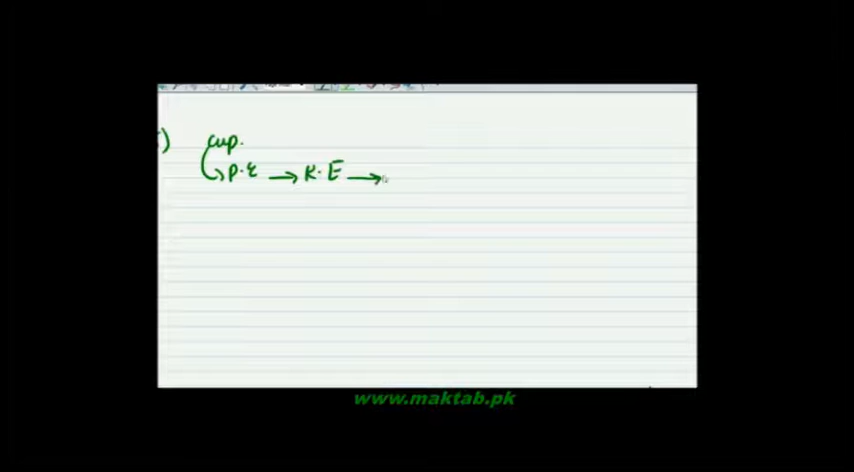 ) cup.
P.E → K.E →
www.maktab.pk